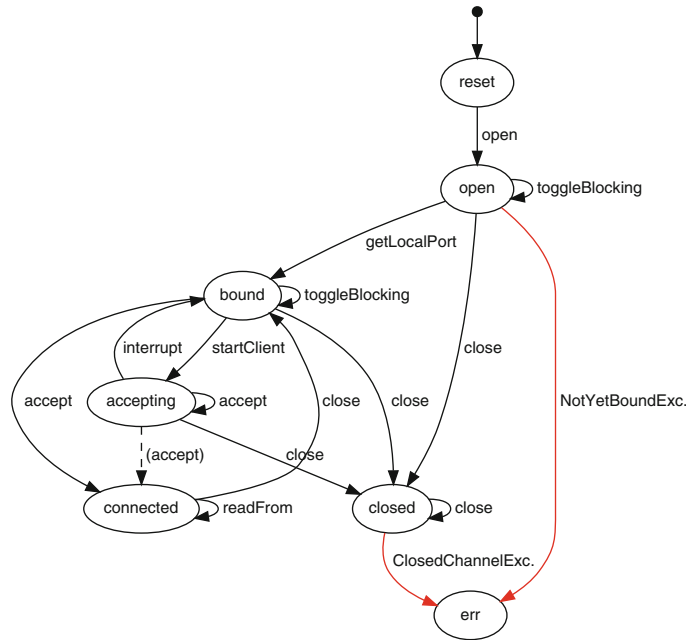 reset
open
open
toggleBlocking
getLocalPort
bound
toggleBlocking
interrupt
startClient
close
accept
accepting
accept
close
close
NotYetBoundExc.
(accept)
close
connected
readFrom
closed
close
ClosedChannelExc.
err